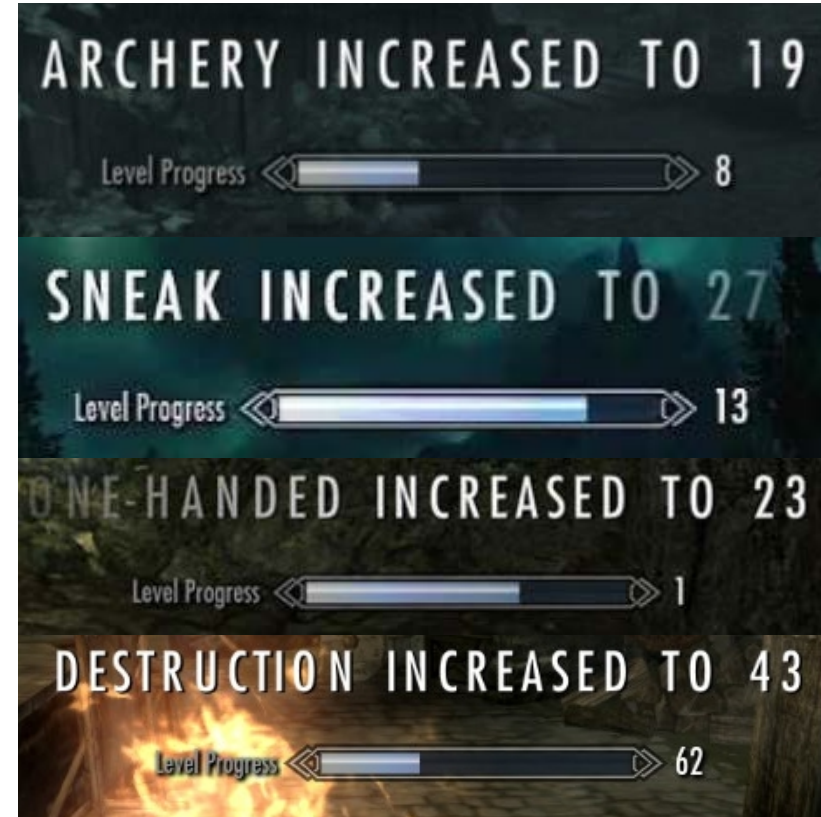 ARCHERY INCREASED TO 19
Level Progress 8
SNEAK INCREASED TO 27
Level Progress 13
ONE-HANDED INCREASED TO 23
Level Progress 1
DESTRUCTION INCREASED TO 43
Level Progress 62